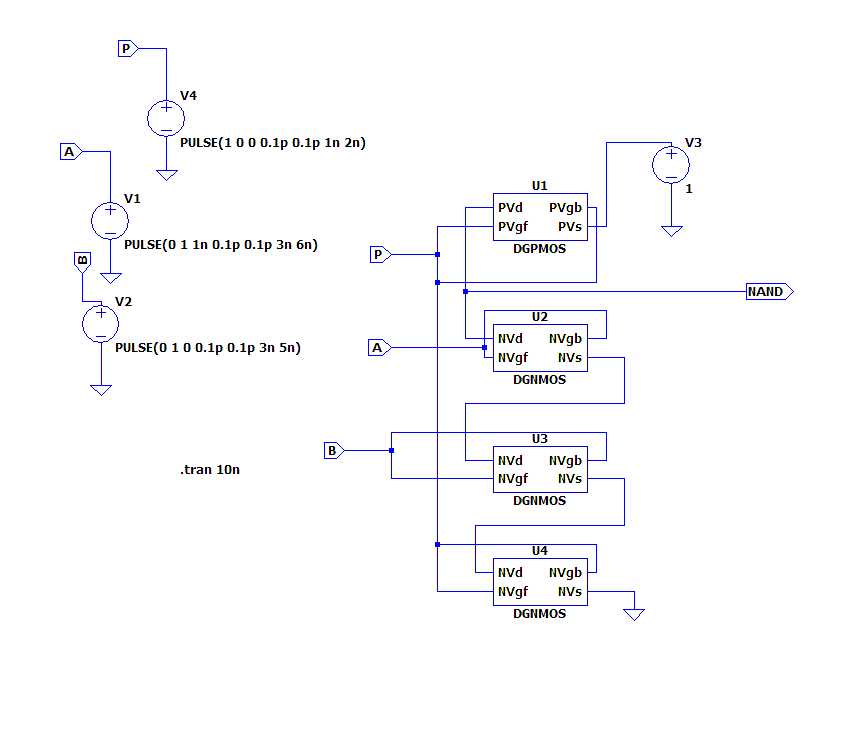 P
V4
PULSE(1 0 0 0.1p 0.1p 1n 2n)
A
V1
PULSE(0 1 1n 0.1p 0.1p 3n 6n)
B
V2
PULSE(0 1 0 0.1p 0.1p 3n 5n)
.tran 10n
V3
1
U1
PVd PVgb
PVgf PVs
DGPMOS
P
NAND
U2
NVd NVgb
NVgf NVs
DGNMOS
A
U3
NVd NVgb
NVgf NVs
DGNMOS
B
U4
NVd NVgb
NVgf NVs
DGNMOS